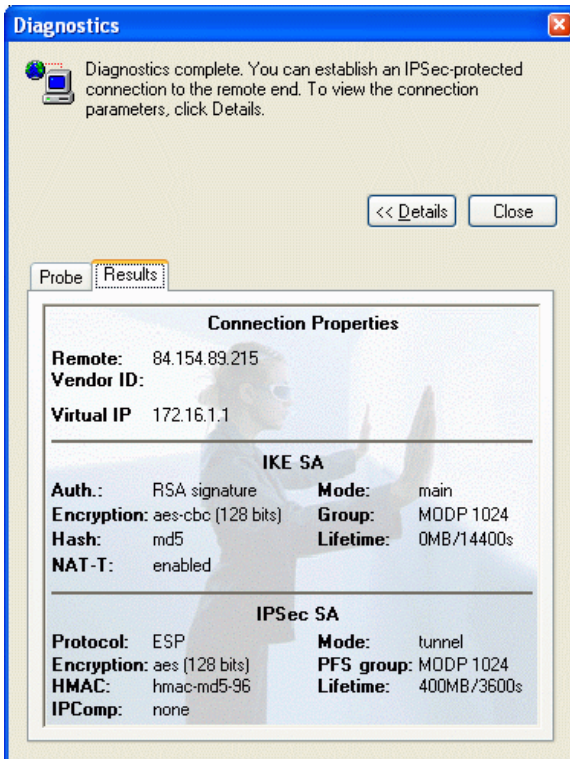 Diagnostics
Diagnostics complete. You can establish an IPSec-protected
connection to the remote end. To view the connection
parameters, click Details.
<< Details Close
Probe Results
Connection Properties
Remote: 84.154.89.215
Vendor ID:
Virtual IP 172.16.1.1
IKE SA
Auth.: RSA signature Mode: main
Encryption: aes-cbc (128 bits) Group: MODP 1024
Hash: md5 Lifetime: 0MB/14400s
NAT-T: enabled
IPSec SA
Protocol: ESP Mode: tunnel
Encryption: aes (128 bits) PFS group: MODP 1024
HMAC: hmac-md5-96 Lifetime: 400MB/3600s
IPComp: none